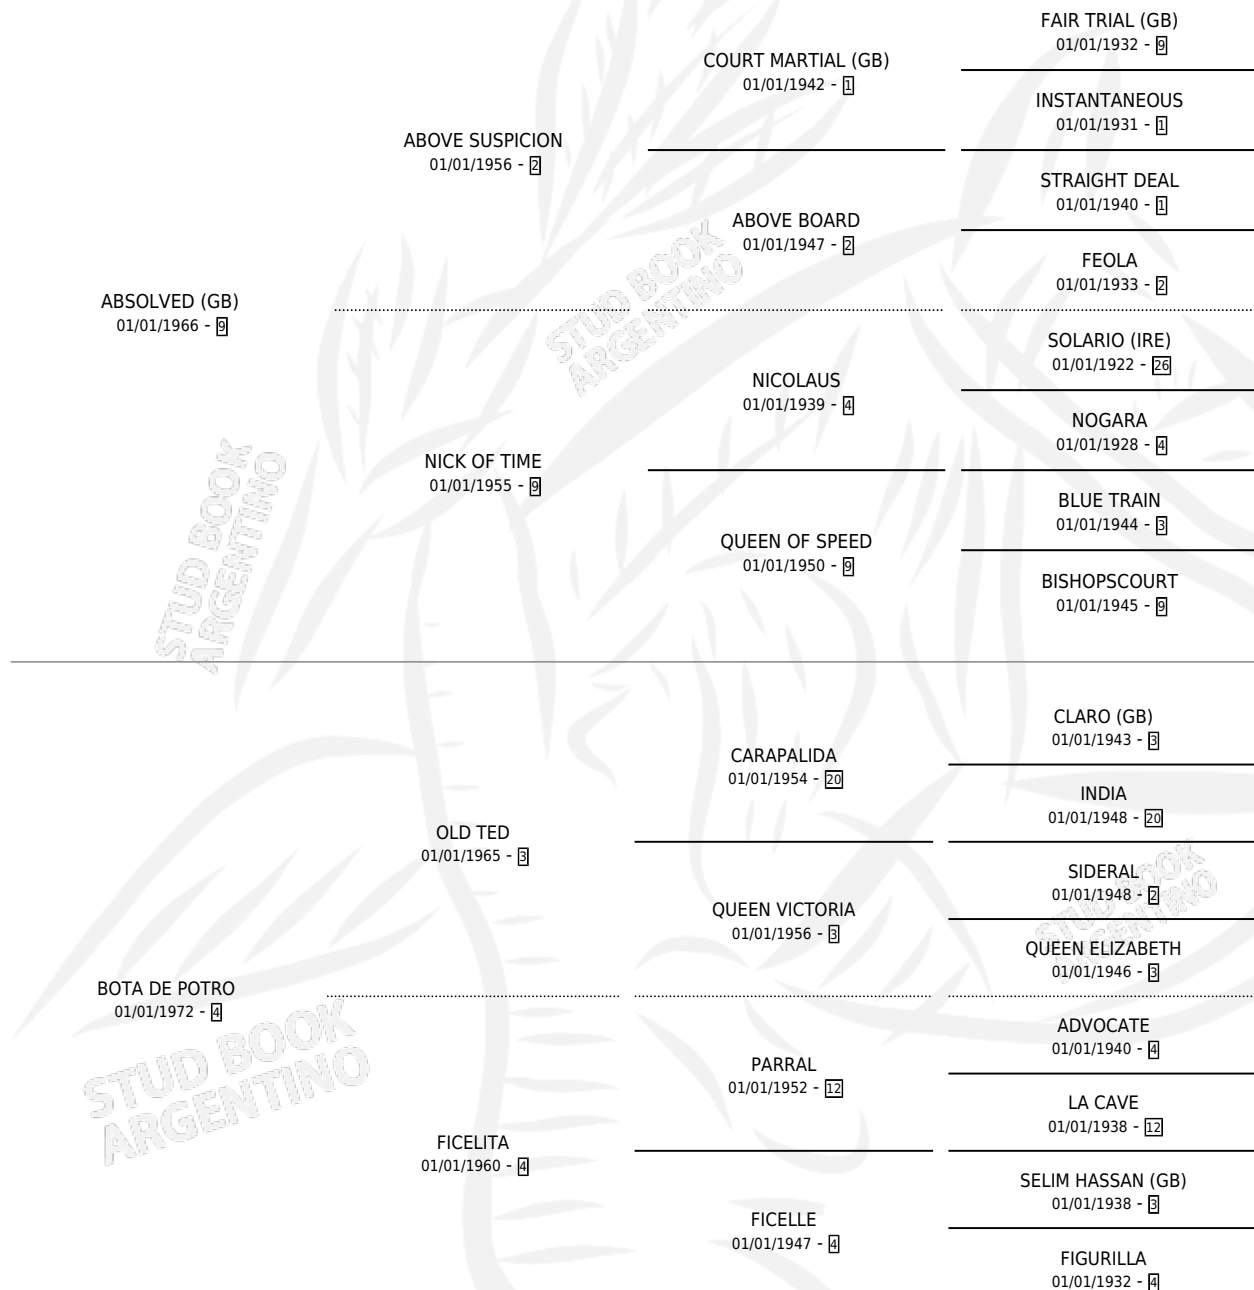 FAIR TRIAL (GB)
01/01/1932 - 9
COURT MARTIAL (GB)
01/01/1942 - 1
INSTANTANEOUS
01/01/1931 - 1
ABOVE SUSPICION
01/01/1956 - 2
STRAIGHT DEAL
01/01/1940 - 1
ABOVE BOARD
01/01/1947 - 2
FEOLA
01/01/1933 - 2
ABSOLVED (GB)
01/01/1966 - 9
SOLARIO (IRE)
01/01/1922 - 26
NICOLAUS
01/01/1939 - 4
NOGARA
01/01/1928 - 4
NICK OF TIME
01/01/1955 - 9
BLUE TRAIN
01/01/1944 - 3
QUEEN OF SPEED
01/01/1950 - 9
BISHOPSCOURT
01/01/1945 - 9
STUD BOOK
ARGENTINO
STUD BOOK
ARGENTINO
CLARO (GB)
01/01/1943 - 3
CARAPALIDA
01/01/1954 - 20
INDIA
01/01/1948 - 20
OLD TED
01/01/1965 - 3
SIDERAL
01/01/1948 - 2
QUEEN VICTORIA
01/01/1956 - 3
QUEEN ELIZABETH
01/01/1946 - 3
BOTA DE POTRO
01/01/1972 - 4
ADVOCATE
01/01/1940 - 4
PARRAL
01/01/1952 - 12
LA CAVE
01/01/1938 - 12
FICELITA
01/01/1960 - 4
SELIM HASSAN (GB)
01/01/1938 - 3
FICELLE
01/01/1947 - 4
FIGURILLA
01/01/1932 - 4
STUD BOOK
ARGENTINO
STUD BOOK
ARGENTINO